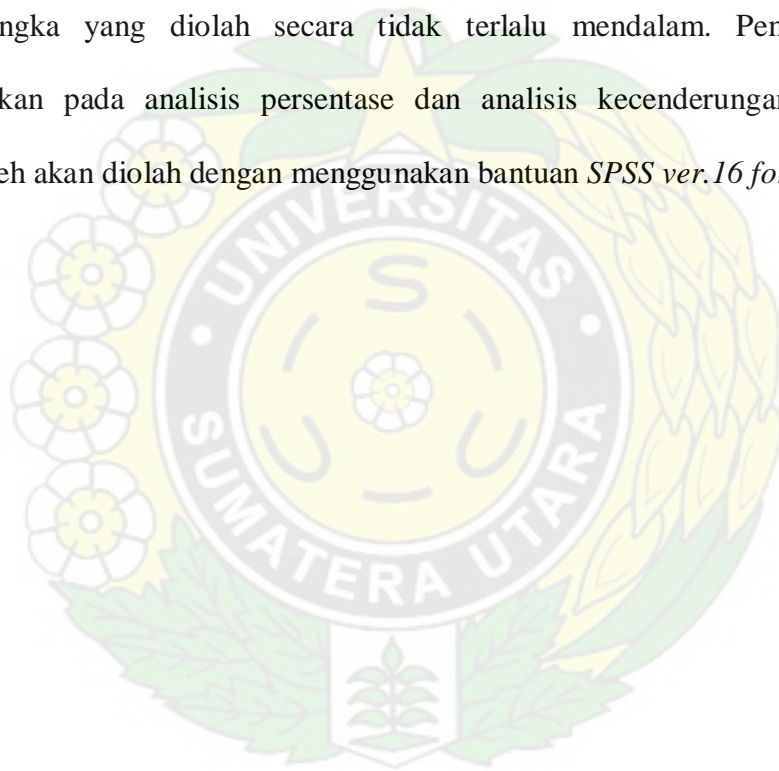 ngka yang diolah secara tidak terlalu mendalam. Pen
kan pada analisis persentase dan analisis kecenderungan
eh akan diolah dengan menggunakan bantuan SPSS ver.16 fo
UNIVERSITAS
S
U
U
SUMATERA UTARA